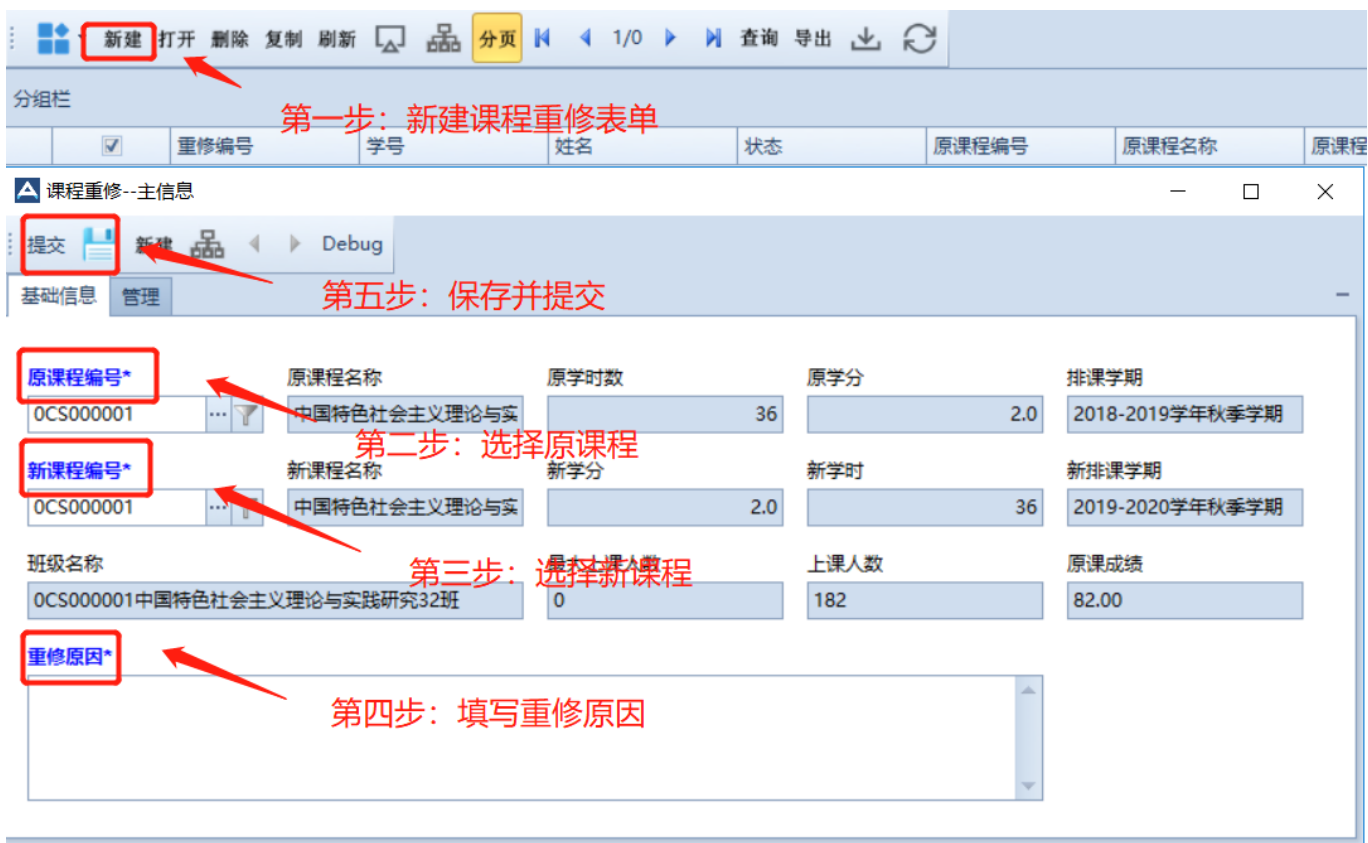 新建 打开 删除 复制 刷新 分页 1/0 查询 导出
分组栏
第一步：新建课程重修表单
重修编号 学号 姓名 状态 原课程编号 原课程名称 原课程
课程重修--主信息
提交 新建 Debug
第五步：保存并提交
基础信息 管理
原课程编号* 原课程名称 原学时数 原学分 排课学期
0CS000001 ··· 中国特色社会主义理论与实 36 2.0 2018-2019学年秋季学期
第二步：选择原课程
新课程编号* 新课程名称 新学分 新学时 新排课学期
0CS000001 ··· 中国特色社会主义理论与实 2.0 36 2019-2020学年秋季学期
班级名称 最大上课人数 上课人数 原课成绩
第三步：选择新课程
0CS000001中国特色社会主义理论与实践研究32班 0 182 82.00
重修原因*
第四步：填写重修原因